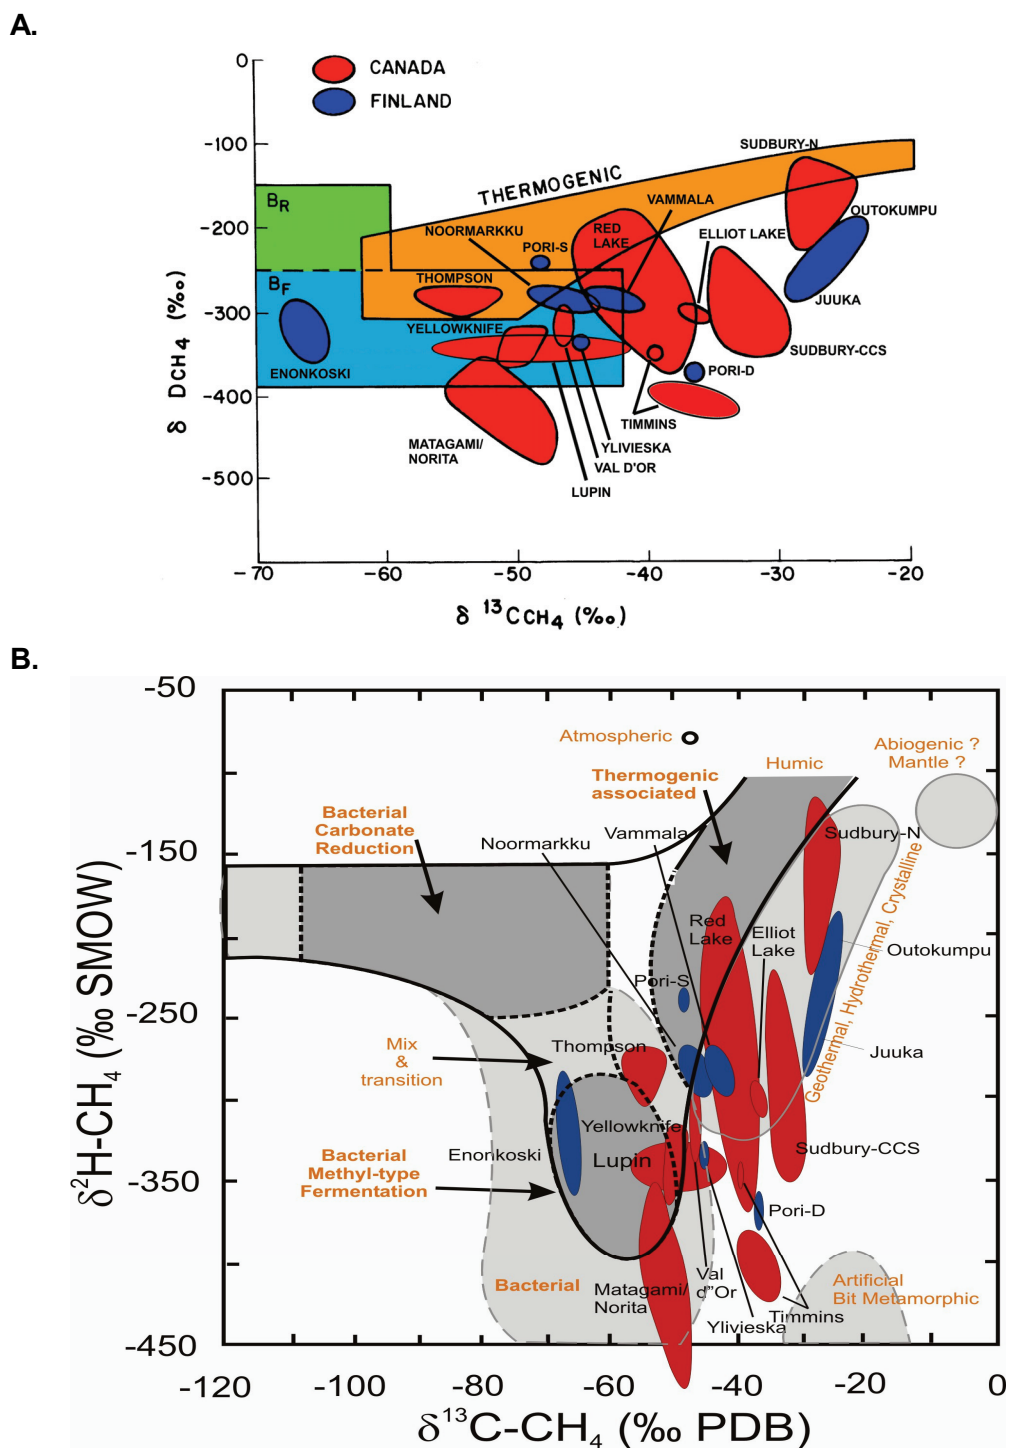 A.
CANADA
FINLAND
0
-100
-200
-300
-400
-500
δ DCH4 (‰)
BR
BF
THERMOGENIC
SUDBURY-N
VAMMALA
NOORMARKKU
RED
LAKE
ELLIOT LAKE
OUTOKUMPU
PORI-S
THOMPSON
JUUKA
YELLOWKNIFE
SUDBURY-CCS
ENONKOSKI
PORI-D
TIMMINS
MATAGAMI/
NORITA
YLIVIESKA
VAL D'OR
LUPIN
-70
-60
-50
-40
-30
-20
δ 13CCH4 (‰)
B.
-50
-150
-250
-350
-450
δ2H-CH4 (‰ SMOW)
Atmospheric
Humic
Abiogenic ?
Mantle ?
Thermogenic
associated
Bacterial
Carbonate
Reduction
Noormarkku
Vammala
Sudbury-N
Red
Lake
Elliot
Lake
Outokumpu
Pori-S
Geothermal, Hydrothermal, Crystalline
Mix
&
transition
Thompson
Juuka
Yellowknife
Enonkoski
Lupin
Sudbury-CCS
Bacterial
Methyl-type
Fermentation
Pori-D
Bacterial
Matagami/
Norita
Val
d"Or
Artificial
Bit Metamorphic
Timmins
Ylivieska
-120
-100
-80
-60
-40
-20
0
δ13C-CH4 (‰ PDB)